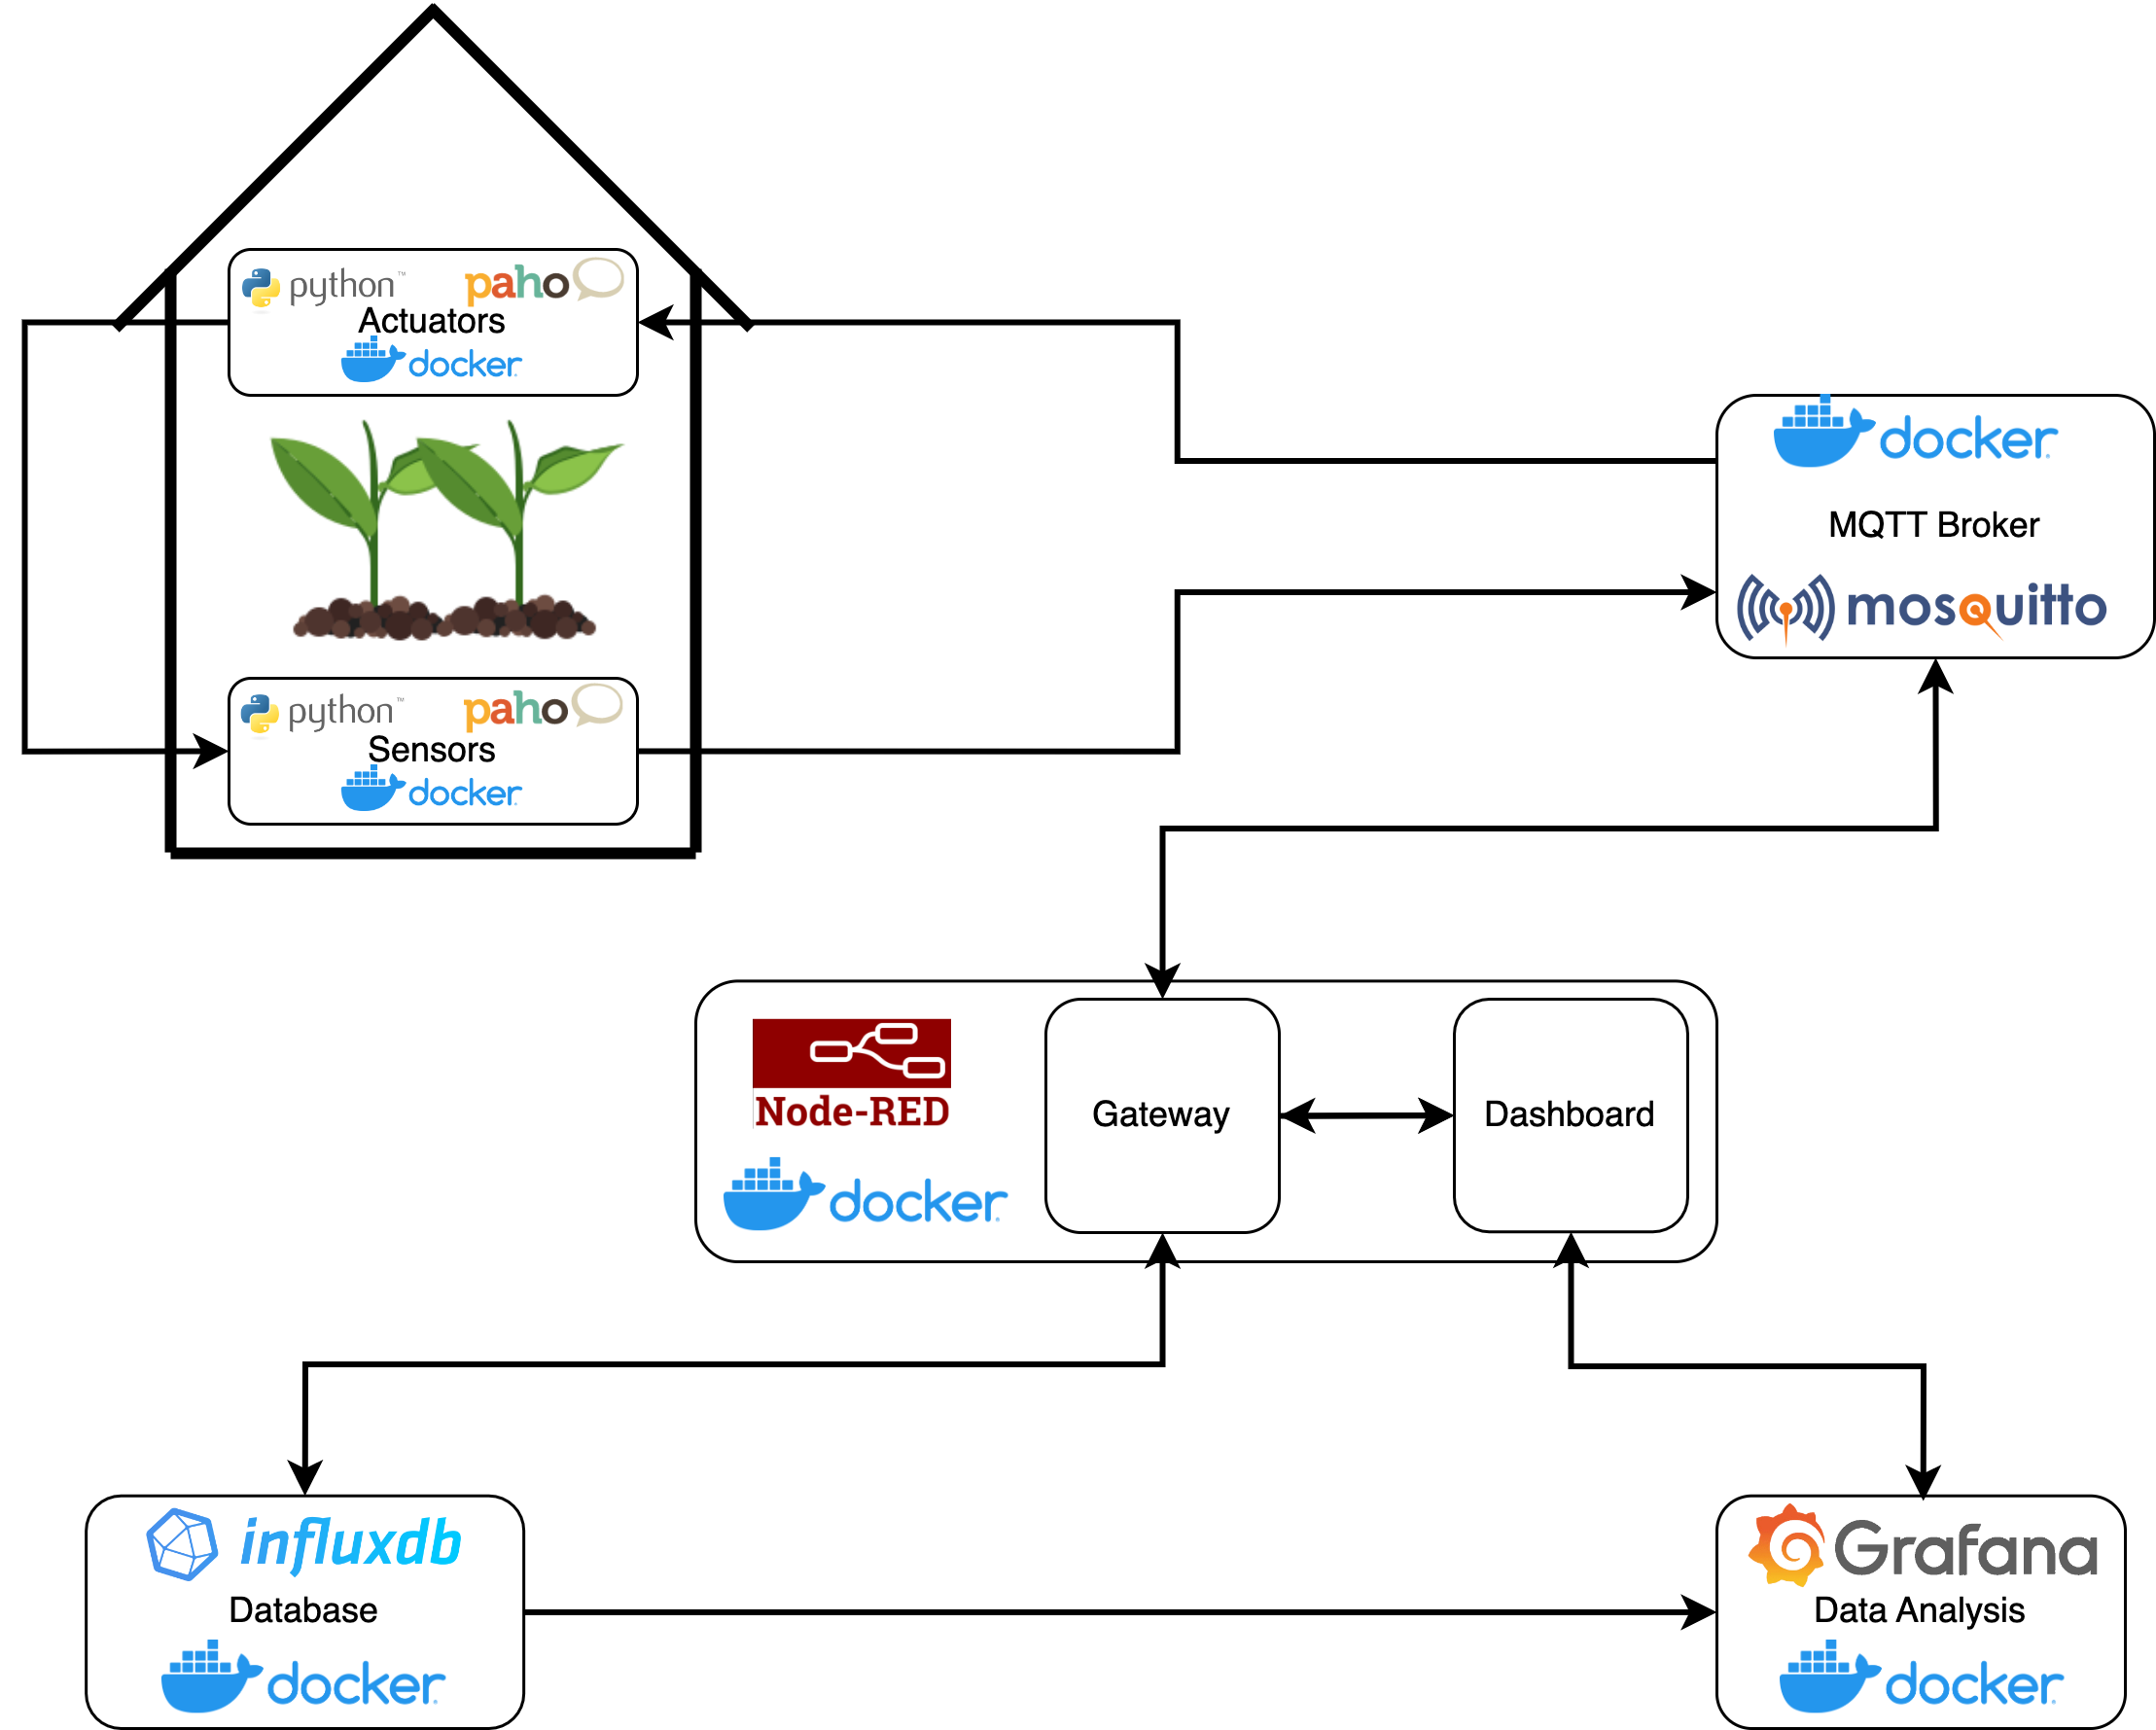 python™
paho
Actuators
docker
docker
MQTT Broker
mosquitto
python™
paho
Sensors
docker
Node-RED
docker
Gateway
Dashboard
influxdb
Database
docker
Grafana
Data Analysis
docker